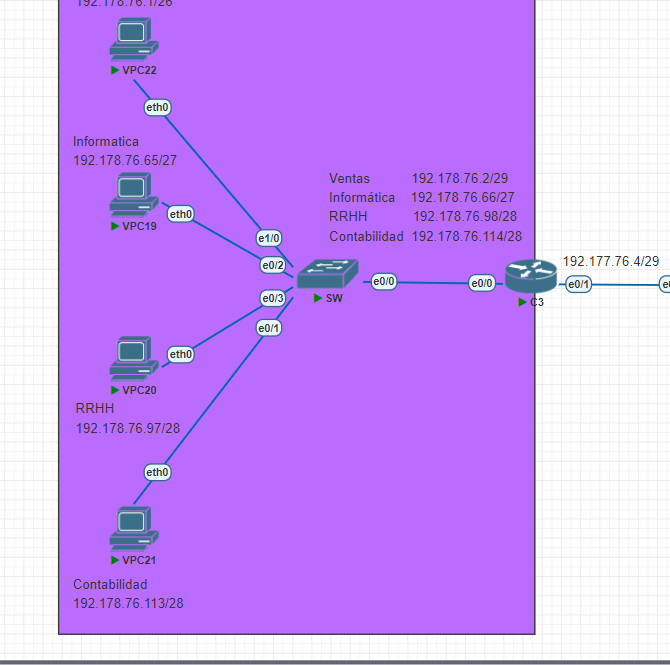 192.178.76.1/26
VPC22
eth0
Informatica
192.178.76.65/27
VPC19
eth0
Ventas 192.178.76.2/29
Informática 192.178.76.66/27
RRHH 192.178.76.98/28
Contabilidad 192.178.76.114/28
e1/0
e0/2
e0/3
e0/1
SW
e0/0
e0/0
C3
192.177.76.4/29
e0/1
eth0
VPC20
RRHH
192.178.76.97/28
eth0
VPC21
Contabilidad
192.178.76.113/28